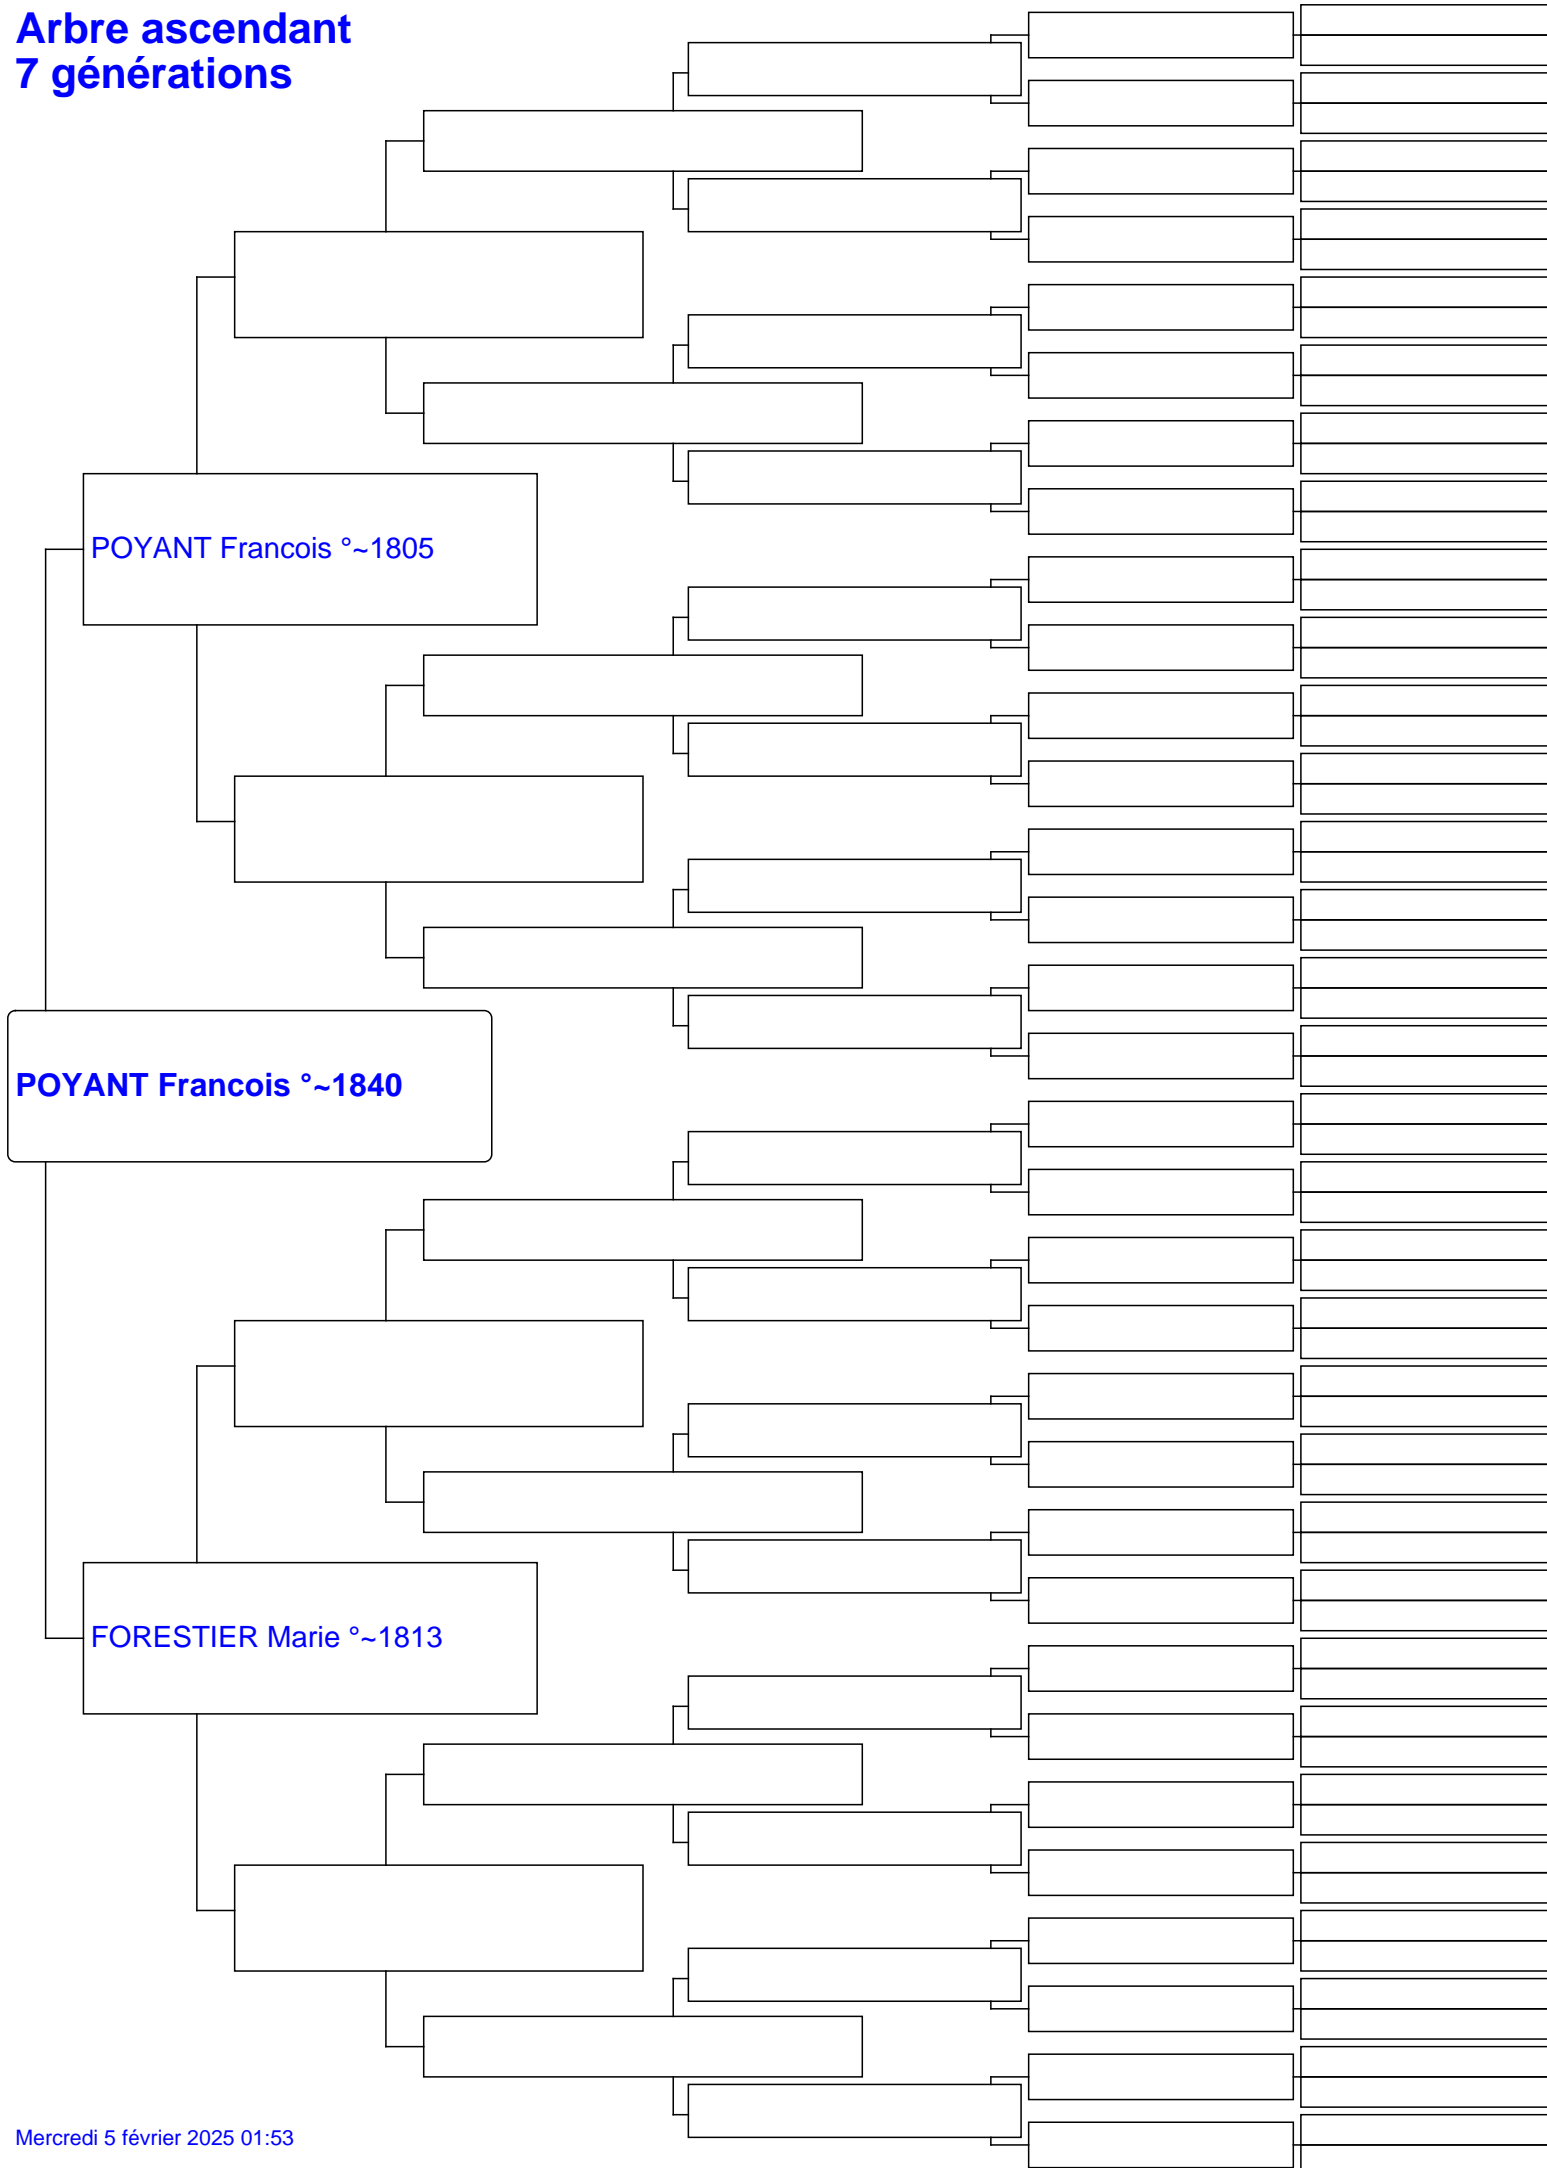 Arbre ascendant
7 générations
POYANT Francois °~1805
POYANT Francois °~1840
FORESTIER Marie °~1813
Mercredi 5 février 2025 01:53